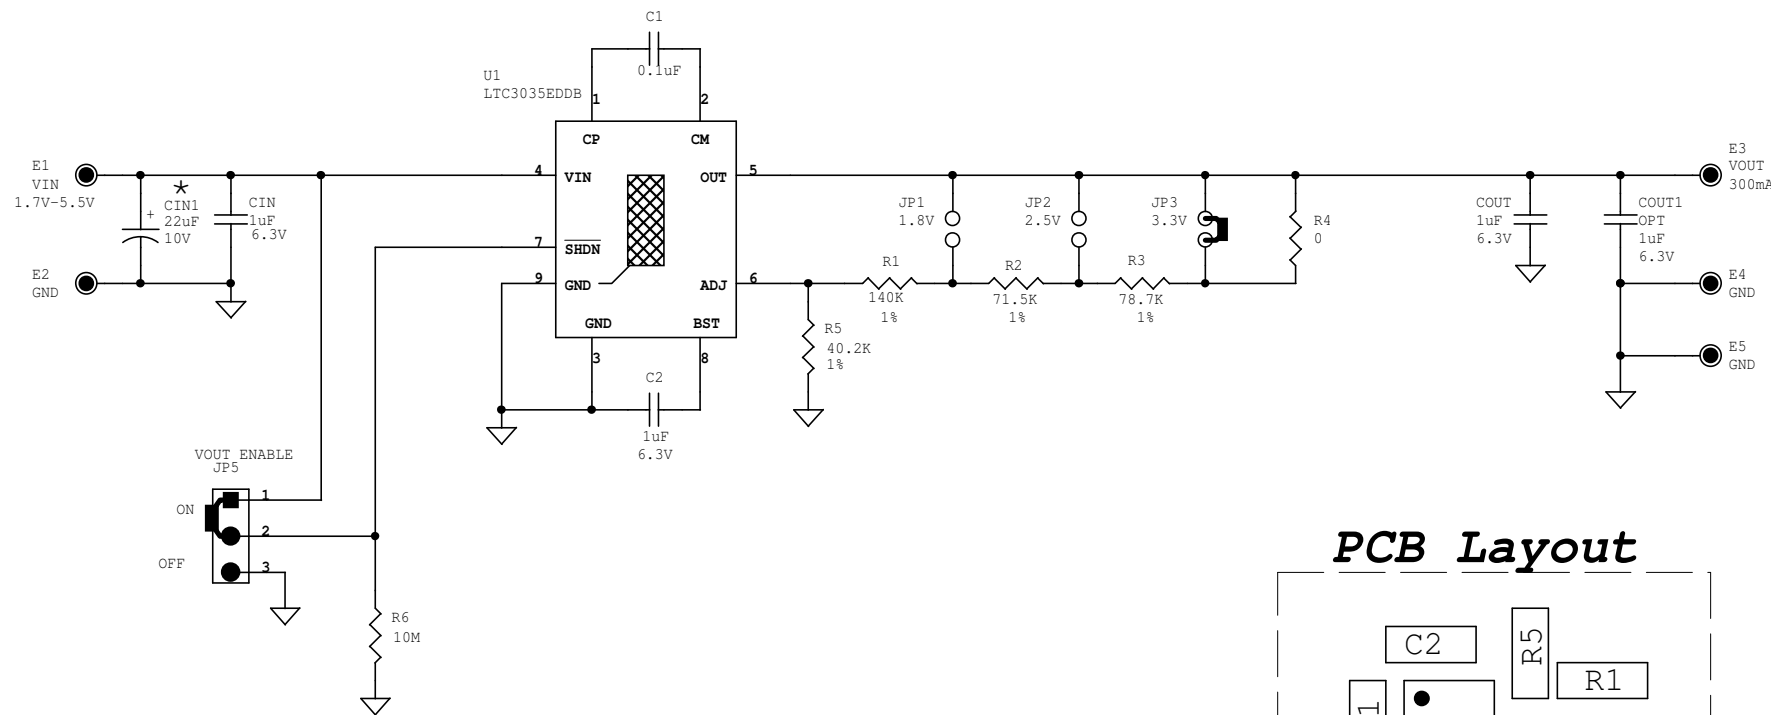 C1
0.1uF
U1
LTC3035EDDB
1
2
CP
CM
E1
VIN
1.7V-5.5V
*
CIN1
22uF
10V
+
CIN
1uF
6.3V
E2
GND
4
VIN
OUT
5
7
SHDN
9
GND
ADJ
6
GND
BST
3
8
C2
1uF
6.3V
JP1
1.8V
JP2
2.5V
JP3
3.3V
R4
0
R1
140K
1%
R2
71.5K
1%
R3
78.7K
1%
R5
40.2K
1%
COUT
1uF
6.3V
COUT1
OPT
1uF
6.3V
E3
VOUT
300mA
E4
GND
E5
GND
VOUT ENABLE
JP5
ON
OFF
1
2
3
R6
10M
PCB Layout
C2
R5
R1
1